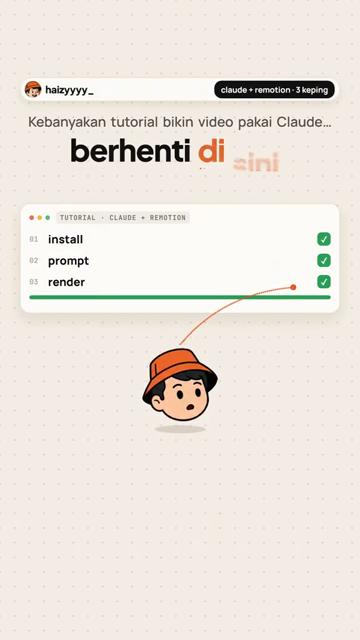 haizyyyy_
claude + remotion · 3 keping
Kebanyakan tutorial bikin video pakai Claude...
berhenti di sini
TUTORIAL · CLAUDE + REMOTION
01 install
02 prompt
03 render